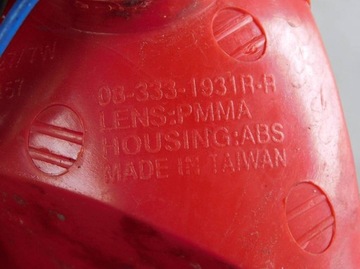 08-333-1931R-R
LENS:PMMA
HOUSING:ABS
MADE IN TAIWAN